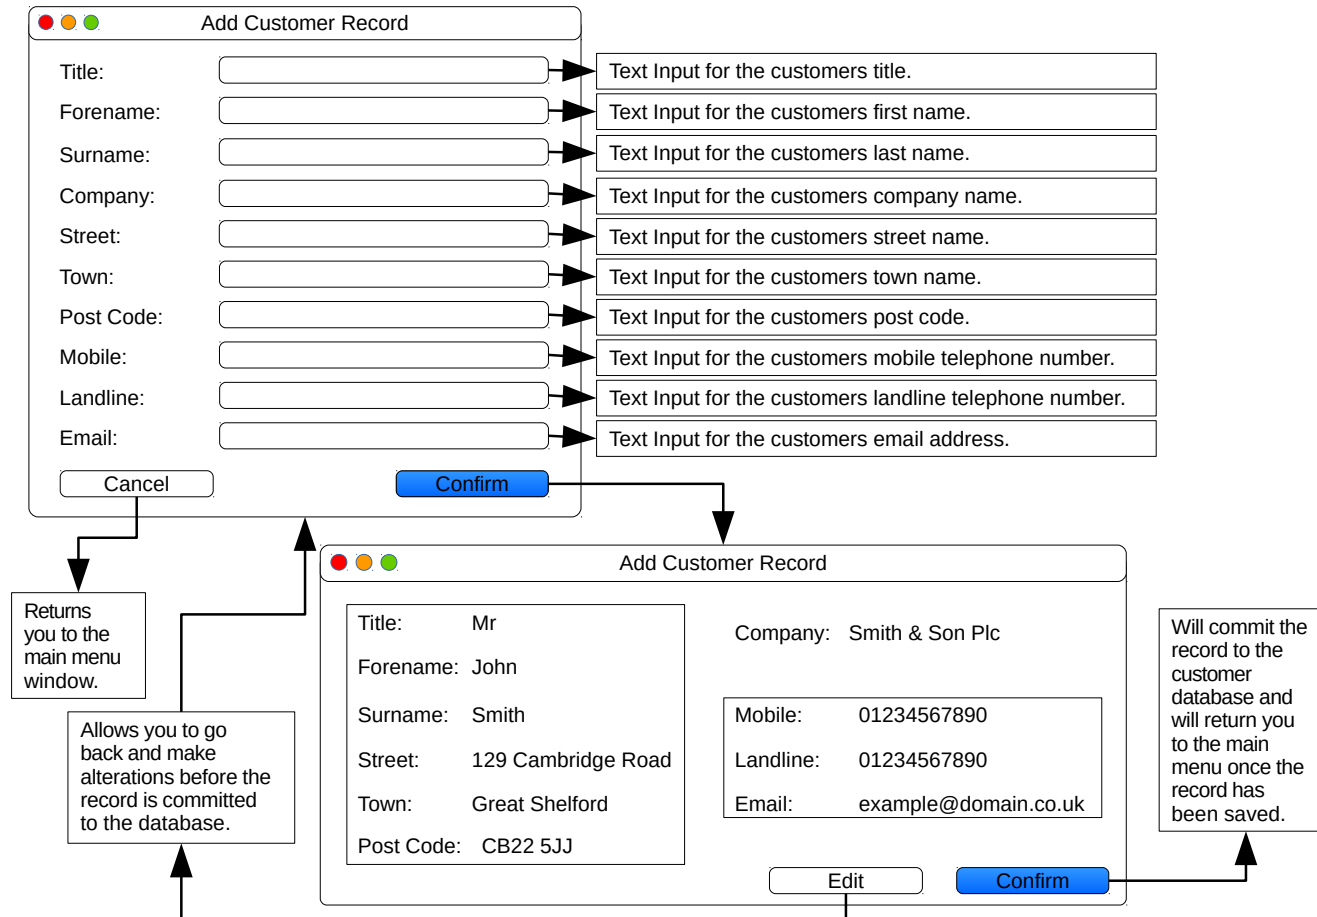 Add Customer Record
Title:
Text Input for the customers title.
Forename:
Text Input for the customers first name.
Surname:
Text Input for the customers last name.
Company:
Text Input for the customers company name.
Street:
Text Input for the customers street name.
Town:
Text Input for the customers town name.
Post Code:
Text Input for the customers post code.
Mobile:
Text Input for the customers mobile telephone number.
Landline:
Text Input for the customers landline telephone number.
Email:
Text Input for the customers email address.
Cancel
Confirm
Returns
you to the
main menu
window.
Allows you to go
back and make
alterations before the
record is committed
to the database.
Add Customer Record
Title: Mr
Forename: John
Surname: Smith
Street: 129 Cambridge Road
Town: Great Shelford
Post Code: CB22 5JJ
Company: Smith & Son Plc
Mobile: 01234567890
Landline: 01234567890
Email: example@domain.co.uk
Edit
Confirm
Will commit the
record to the
customer
database and
will return you
to the main
menu once the
record has
been saved.